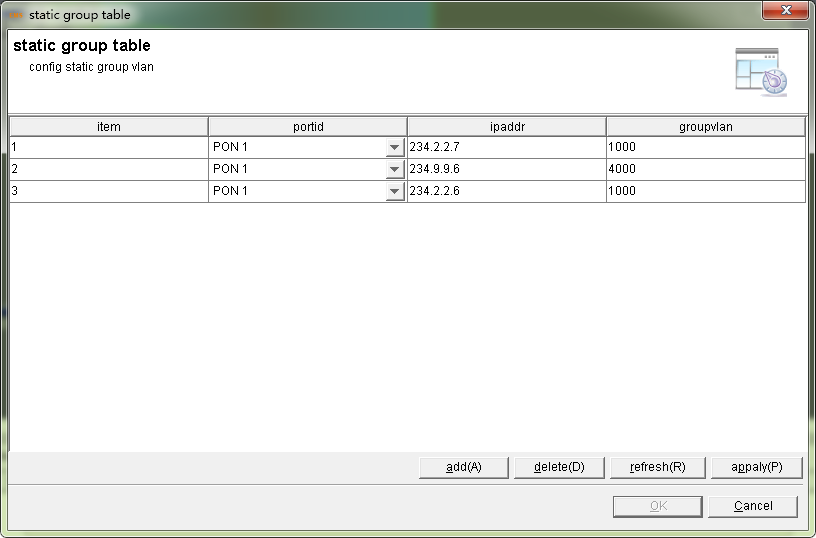 static group table
static group table
config static group vlan
item portid ipaddr groupvlan
1 PON 1 234.2.2.7 1000
2 PON 1 234.9.9.6 4000
3 PON 1 234.2.2.6 1000
add(A) delete(D) refresh(R) appaly(P)
OK Cancel